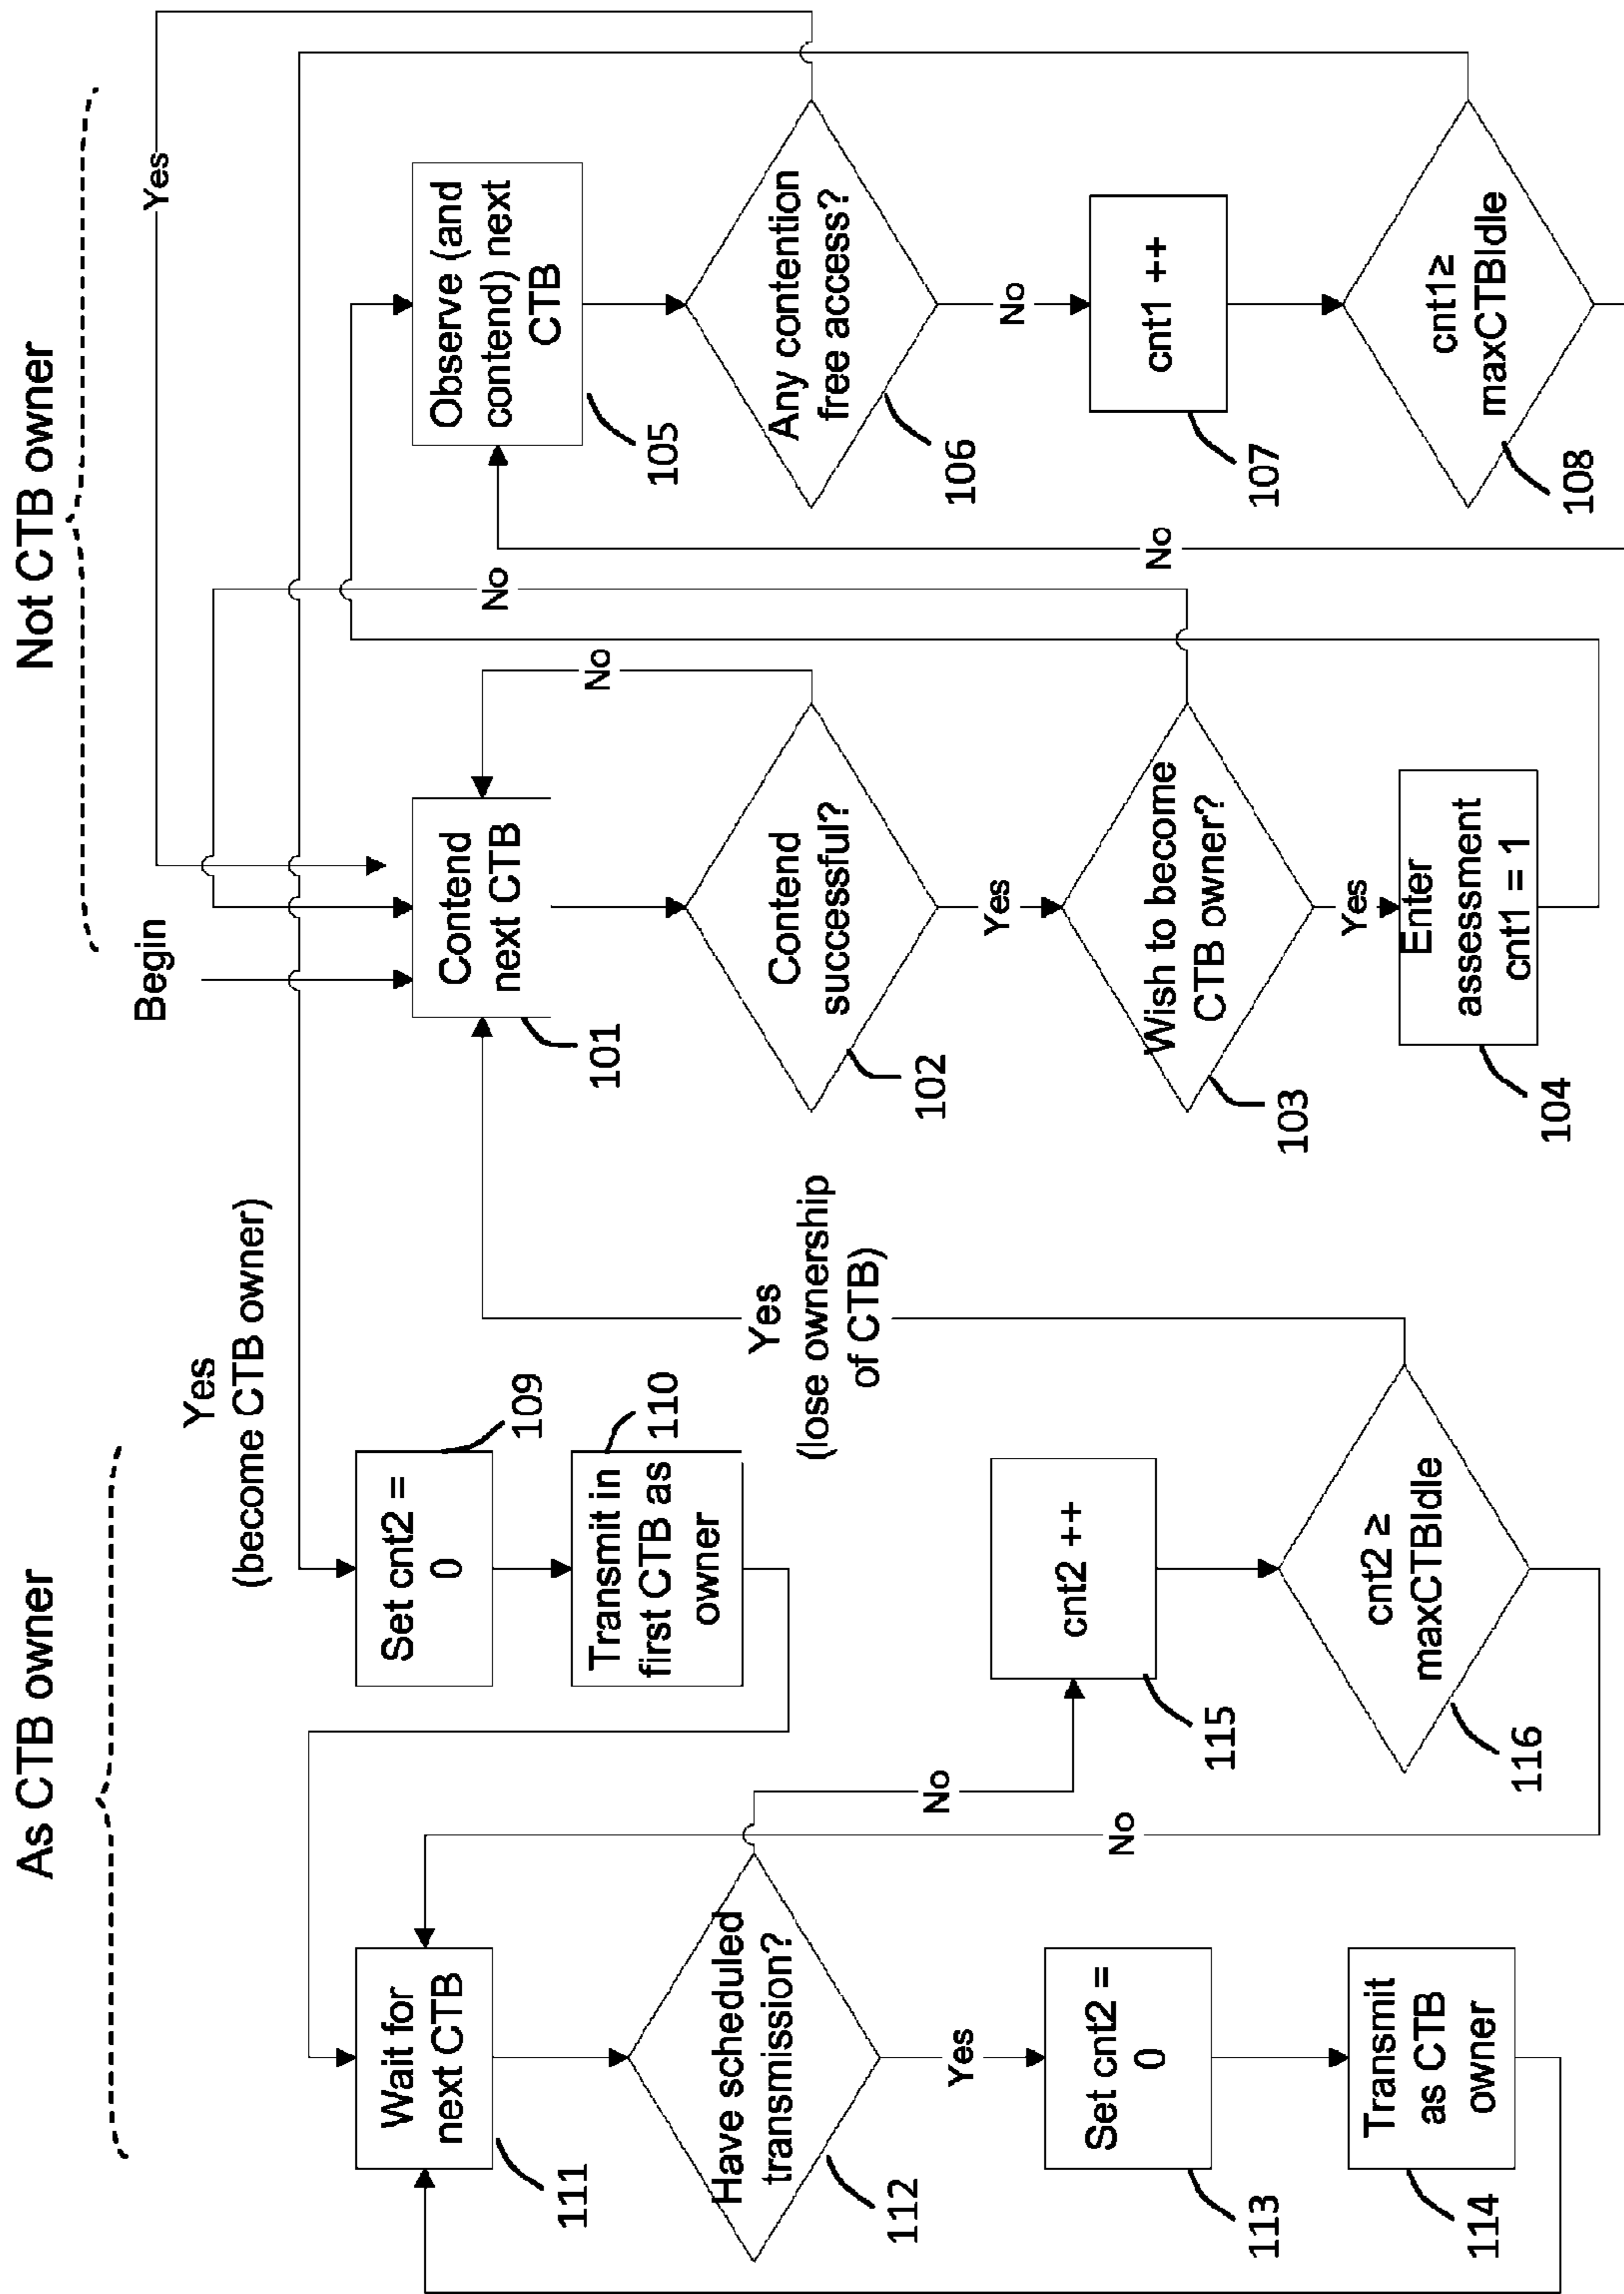 As CTB owner
Not CTB owner
Yes
(become CTB owner)
Begin
Yes
Wait for
next CTB
111
Have scheduled
transmission?
112
No
Yes
Set cnt2 =
0
113
Transmit
as CTB
owner
114
Set cnt2 =
0
109
Transmit in
first CTB as
owner
110
cnt2 ++
115
cnt2 ≥
maxCTBIdle
116
No
Yes
(lose ownership
of CTB)
Contend
next CTB
101
Contend
successful?
102
No
Yes
Wish to become
CTB owner?
103
No
Yes
Enter
assessment
cnt1 = 1
104
Observe (and
contend) next
CTB
105
Any contention
free access?
106
No
cnt1 ++
107
cnt1≥
maxCTBIdle
108
No